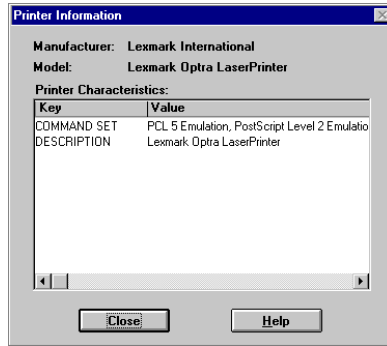 Printer Information
Manufacturer: Lexmark International
Model: Lexmark Optra LaserPrinter
Printer Characteristics:
Key Value
COMMAND SET PCL 5 Emulation, PostScript Level 2 Emulatio
DESCRIPTION Lexmark Optra LaserPrinter
Close Help